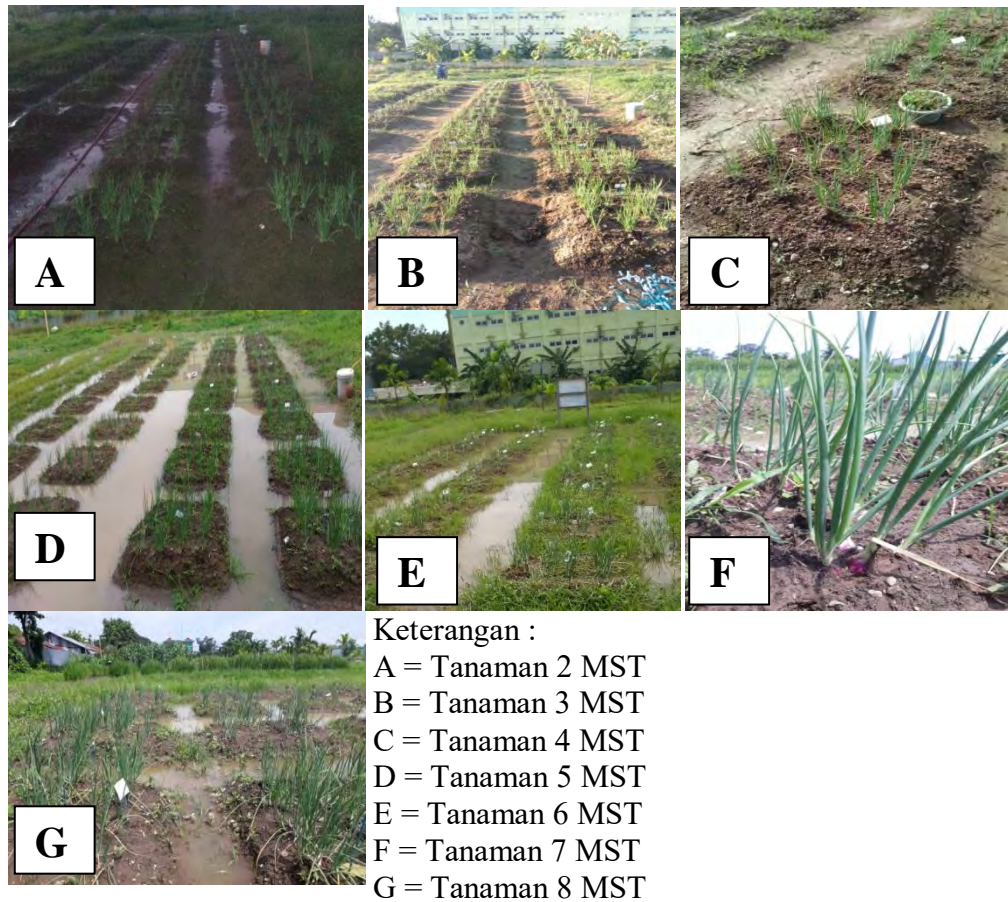 A
B
C
D
E
F
G
Keterangan :
A = Tanaman 2 MST
B = Tanaman 3 MST
C = Tanaman 4 MST
D = Tanaman 5 MST
E = Tanaman 6 MST
F = Tanaman 7 MST
G = Tanaman 8 MST